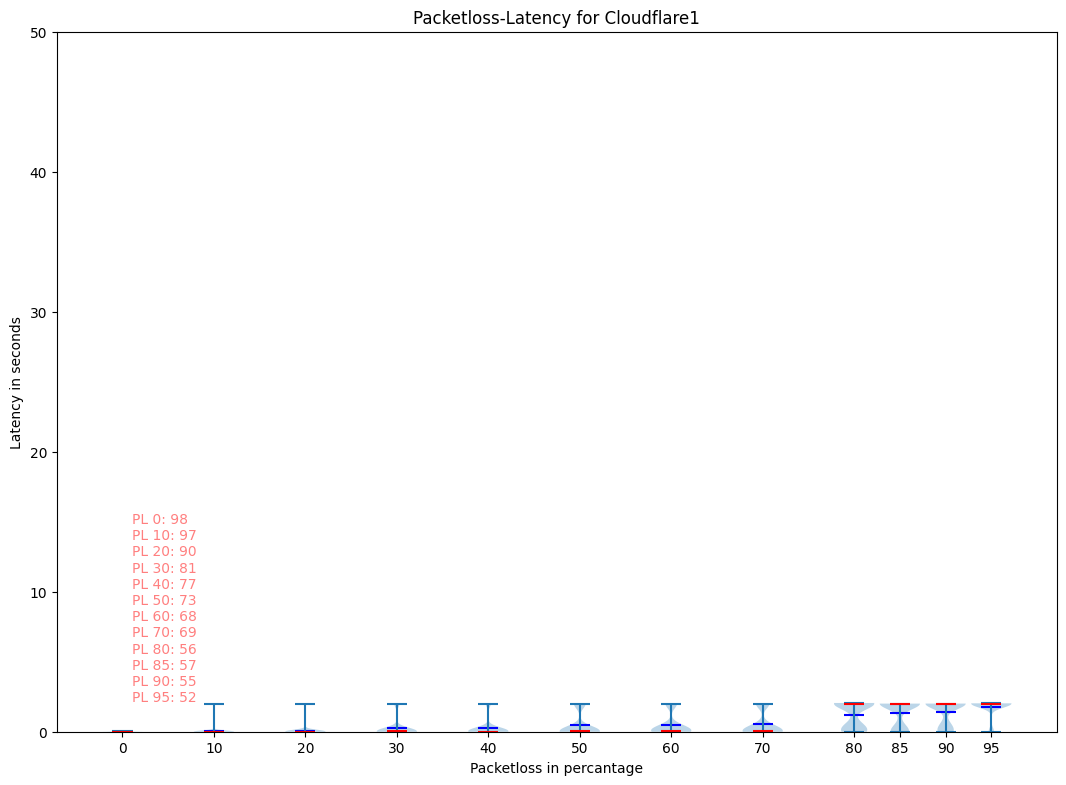 Packetloss-Latency for Cloudflare1
50
40
30
20
10
0
Latency in seconds
PL 0: 98
PL 10: 97
PL 20: 90
PL 30: 81
PL 40: 77
PL 50: 73
PL 60: 68
PL 70: 69
PL 80: 56
PL 85: 57
PL 90: 55
PL 95: 52
0 10 20 30 40 50 60 70 80 85 90 95
Packetloss in percantage